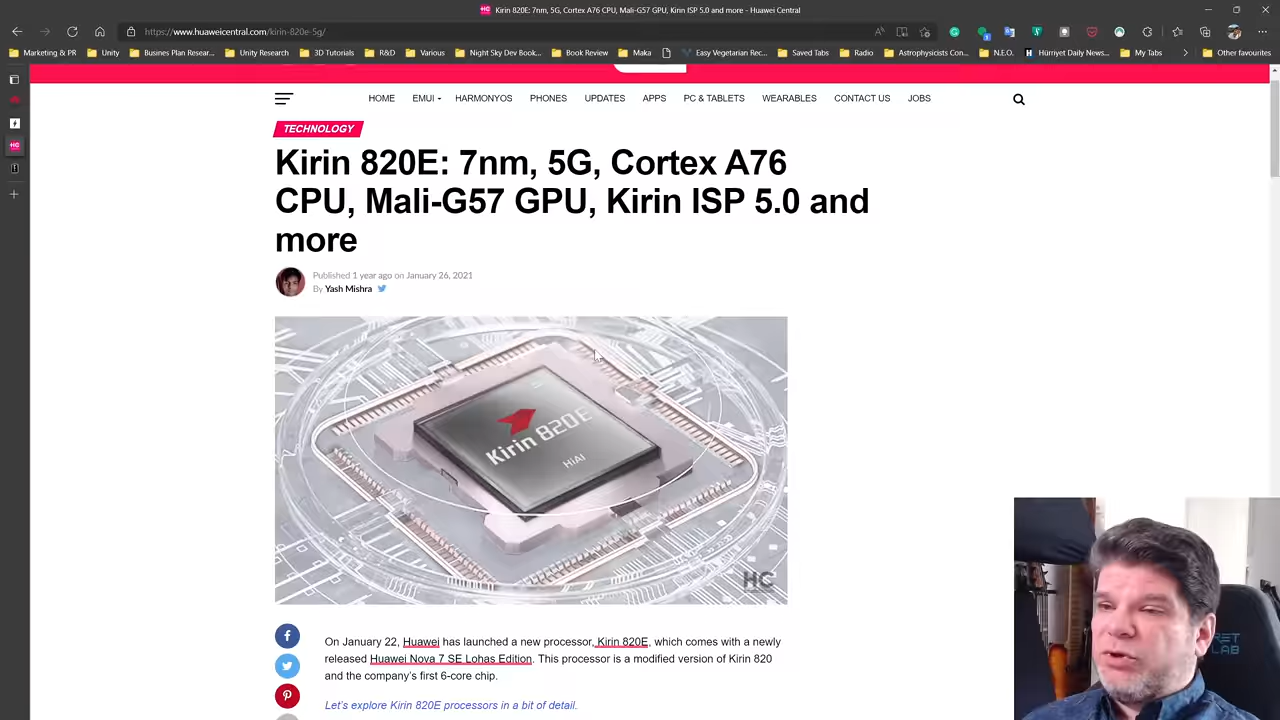 Kirin 820E: 7nm, 5G, Cortex A76 CPU, Mali-G57 GPU, Kirin ISP 5.0 and more - Huawei Central
https://www.huaweicentral.com/kirin-820e-5g/
Marketing & PR
Unity
Busines Plan Resear...
Unity Research
3D Tutorials
R&D
Various
Night Sky Dev Book...
Book Review
Maka
Easy Vegetarian Rec...
Saved Tabs
Radio
Astrophysicists Con...
N.E.O.
Hürriyet Daily News...
My Tabs
Other favourites
HOME
EMUI
HARMONYOS
PHONES
UPDATES
APPS
PC & TABLETS
WEARABLES
CONTACT US
JOBS
TECHNOLOGY
Kirin 820E: 7nm, 5G, Cortex A76
CPU, Mali-G57 GPU, Kirin ISP 5.0 and
more
Published 1 year ago on January 26, 2021
By Yash Mishra
Kirin 820E
HiAi
HC
On January 22, Huawei has launched a new processor, Kirin 820E, which comes with a newly
released Huawei Nova 7 SE Lohas Edition. This processor is a modified version of Kirin 820
and the company's first 6-core chip.
Let's explore Kirin 820E processors in a bit of detail.